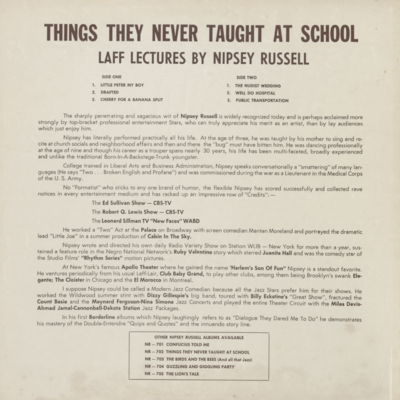 THINGS THEY NEVER TAUGHT AT SCHOOL
LAFF LECTURES BY NIPSEY RUSSELL
SIDE ONE
1. LITTLE PETER MY BOY
2. DRAFTED
3. CHERRY FOR A BANANA SPLIT
SIDE TWO
1. THE NUDIST WEDDING
2. WELL DO HOSPITAL
3. PUBLIC TRANSPORTATION
The sharply penetrating and sagacious wit of Nipsey Russell is widely recognized today and is perhaps acclaimed more
strongly by top-bracket professional entertainment Stars, who can truly appreciate his merit as an artist, then by lay audiences
which just enjoy him.
Nipsey has literally performed practically all his life. At the age of three, he was taught by his mother to sing and re-
cite at church socials and neighborhood affairs and then and there the "bug" must have bitten him. He was dancing professionally
at the age of nine and though his career as a trouper spans nearly 30 years, his life has been multi-faceted, broadly experienced
and unlike the traditional Born-In-A-Backstage-Trunk youngster.
College trained in Liberal Arts and Business Administration, Nipsey speaks conversationally a "smattering" of many lan-
guages (He says "Two . . . Broken English and Profane") and was commissioned during the war as a Lieutenant in the Medical Corps
of the U. S. Army.
No "Formatist" who sticks to any one brand of humor, the flexible Nipsey has scored successfully and collected rave
notices in every entertainment medium and has racked up an impressive row of "Credits"—
The Ed Sullivan Show — CBS-TV
The Robert Q. Lewis Show — CBS-TV
The Leonard Sillman TV "New Faces" WABD
He worked a "Two" Act at the Palace on Broadway with screen comedian Mantan Moreland and portrayed the dramatic
lead "Little Joe" in a summer production of Cabin In The Sky.
Nipsey wrote and directed his own daily Radio Variety Show on Station WLIB — New York for more than a year, sus-
tained a feature role in the Negro National Network's Ruby Valentine story which starred Juanita Hall and was the comedy star of
the Studio Films' "Rhythm Series" motion pictures.
At New York's famous Apollo Theater where he gained the name "Harlem's Son Of Fun" Nipsey is a standout favorite.
He ventures periodically from his usual Laff-Lair, Club Baby Grand, to play other clubs, among them being Brooklyn's swank Ele-
gante; The Cloister in Chicago and the El Morocco in Montreal.
I suppose Nipsey could be called a Modern Jazz Comedian because all the Jazz Stars prefer him for their shows. He
worked the Wildwood summer stint with Dizzy Gillespie's big band, toured with Billy Eckstine's "Great Show", fractured the
Count Basie and the Maynard Ferguson-Nina Simone Jazz Concerts and played the entire Theater Circuit with the Miles Davis-
Ahmad Jamal-Cannonball-Dakota Station Jazz Packages.
In his first Borderline albums which Nipsey laughingly refers to as "Dialogue They Dared Me To Do" he demonstrates
his mastery of the Double-Entendre "Quips and Quotes" and the innuendo story line.
OTHER NIPSEY RUSSELL ALBUMS AVAILABLE
NR — 701 CONFUCIUS TOLD ME
NR — 702 THINGS THEY NEVER TAUGHT AT SCHOOL
NR — 703 THE BIRDS AND THE BEES (And all that jazz)
NR — 704 GUZZLING AND GIGGLING PARTY
NR — 705 THE LION'S TALE